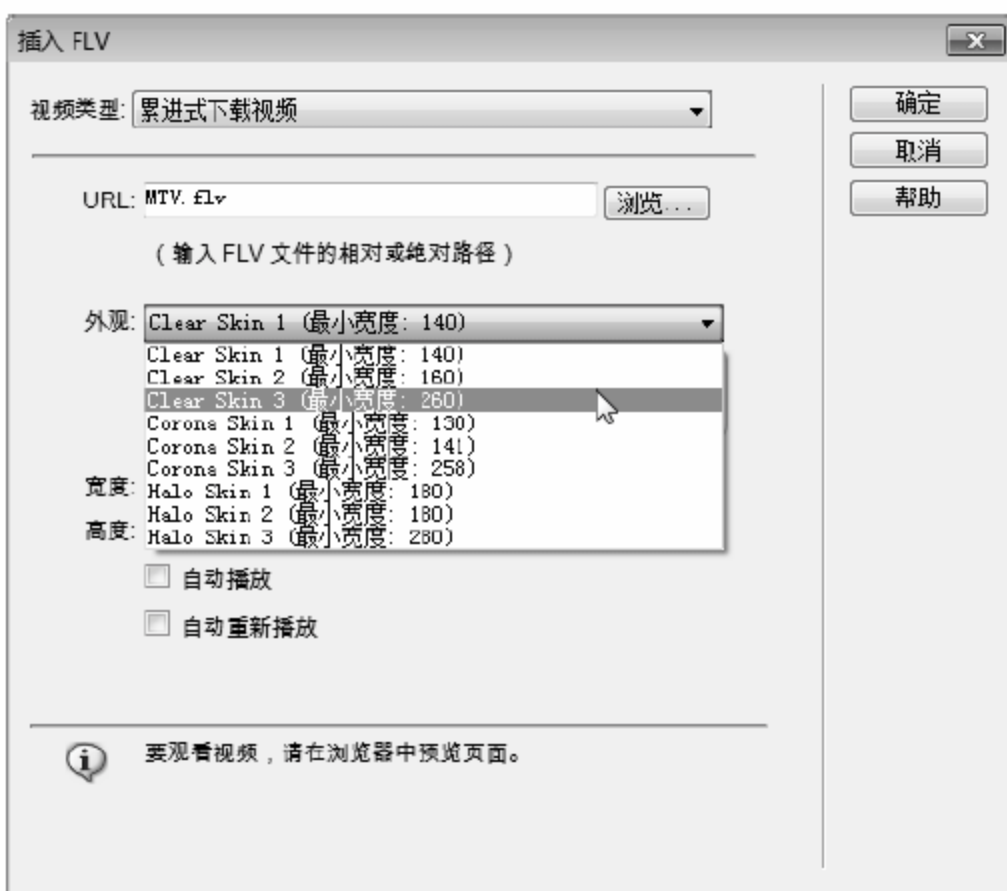 插入 FLV
视频类型: 累进式下载视频
确定
取消
帮助
URL: MTV.flv 浏览...
(输入 FLV 文件的相对或绝对路径)
外观: Clear Skin 1 (最小宽度: 140)
Clear Skin 1 (最小宽度: 140)
Clear Skin 2 (最小宽度: 160)
Clear Skin 3 (最小宽度: 260)
Corona Skin 1 (最小宽度: 130)
Corona Skin 2 (最小宽度: 141)
Corona Skin 3 (最小宽度: 258)
宽度: Halo Skin 1 (最小宽度: 180)
Halo Skin 2 (最小宽度: 180)
高度: Halo Skin 3 (最小宽度: 280)
自动播放
自动重新播放
要观看视频,请在浏览器中预览页面。